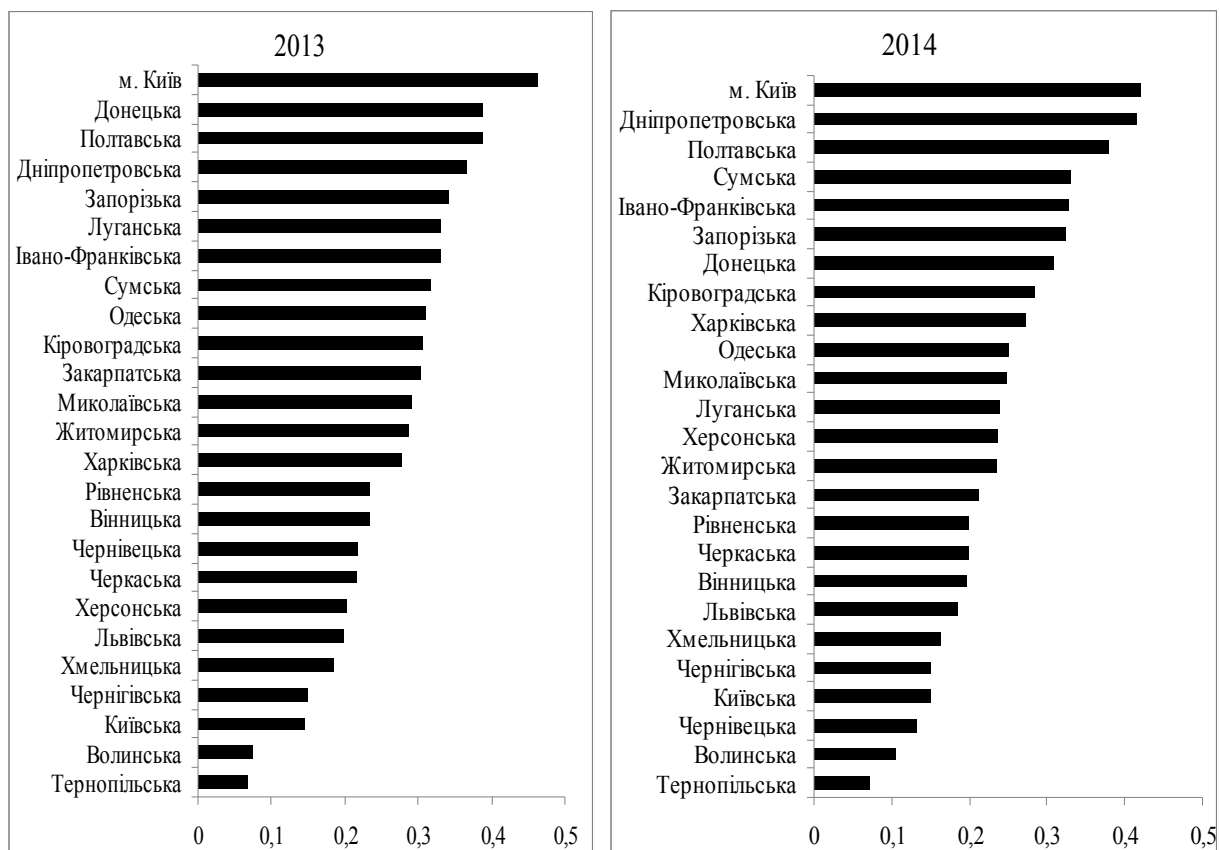 2013
м. Київ
Донецька
Полтавська
Дніпропетровська
Запорізька
Луганська
Івано-Франківська
Сумська
Одеська
Кіровоградська
Закарпатська
Миколаївська
Житомирська
Харківська
Рівненська
Вінницька
Чернівецька
Черкаська
Херсонська
Львівська
Хмельницька
Чернігівська
Київська
Волинська
Тернопільська
0 0,1 0,2 0,3 0,4 0,5
2014
м. Київ
Дніпропетровська
Полтавська
Сумська
Івано-Франківська
Запорізька
Донецька
Кіровоградська
Харківська
Одеська
Миколаївська
Луганська
Херсонська
Житомирська
Закарпатська
Рівненська
Черкаська
Вінницька
Львівська
Хмельницька
Чернігівська
Київська
Чернівецька
Волинська
Тернопільська
0 0,1 0,2 0,3 0,4 0,5